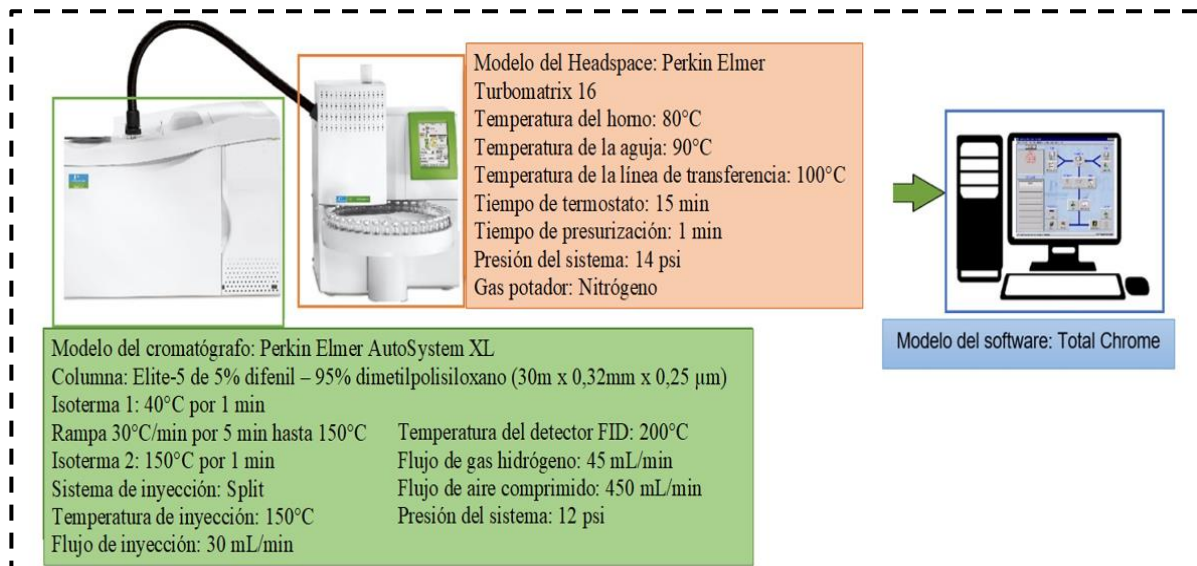 Modelo del Headspace: Perkin Elmer
Turbomatrix 16
Temperatura del horno: 80°C
Temperatura de la aguja: 90°C
Temperatura de la línea de transferencia: 100°C
Tiempo de termostato: 15 min
Tiempo de presurización: 1 min
Presión del sistema: 14 psi
Gas potador: Nitrógeno
Modelo del software: Total Chrome
Modelo del cromatógrafo: Perkin Elmer AutoSystem XL
Columna: Elite-5 de 5% difenil – 95% dimetilpolisiloxano (30m x 0,32mm x 0,25 µm)
Isoterma 1: 40°C por 1 min
Rampa 30°C/min por 5 min hasta 150°C
Isoterma 2: 150°C por 1 min
Sistema de inyección: Split
Temperatura de inyección: 150°C
Flujo de inyección: 30 mL/min
Temperatura del detector FID: 200°C
Flujo de gas hidrógeno: 45 mL/min
Flujo de aire comprimido: 450 mL/min
Presión del sistema: 12 psi